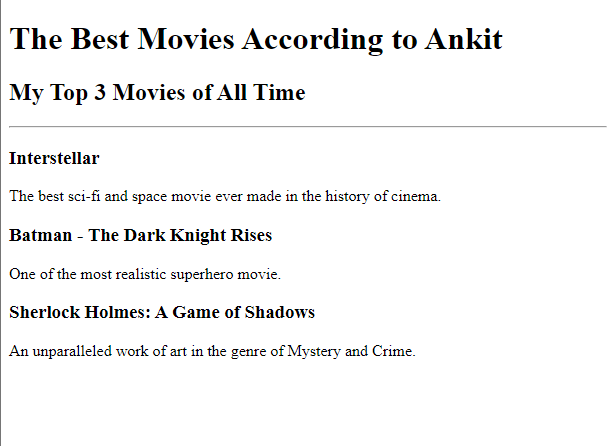 The Best Movies According to Ankit
My Top 3 Movies of All Time
Interstellar
The best sci-fi and space movie ever made in the history of cinema.
Batman - The Dark Knight Rises
One of the most realistic superhero movie.
Sherlock Holmes: A Game of Shadows
An unparalleled work of art in the genre of Mystery and Crime.